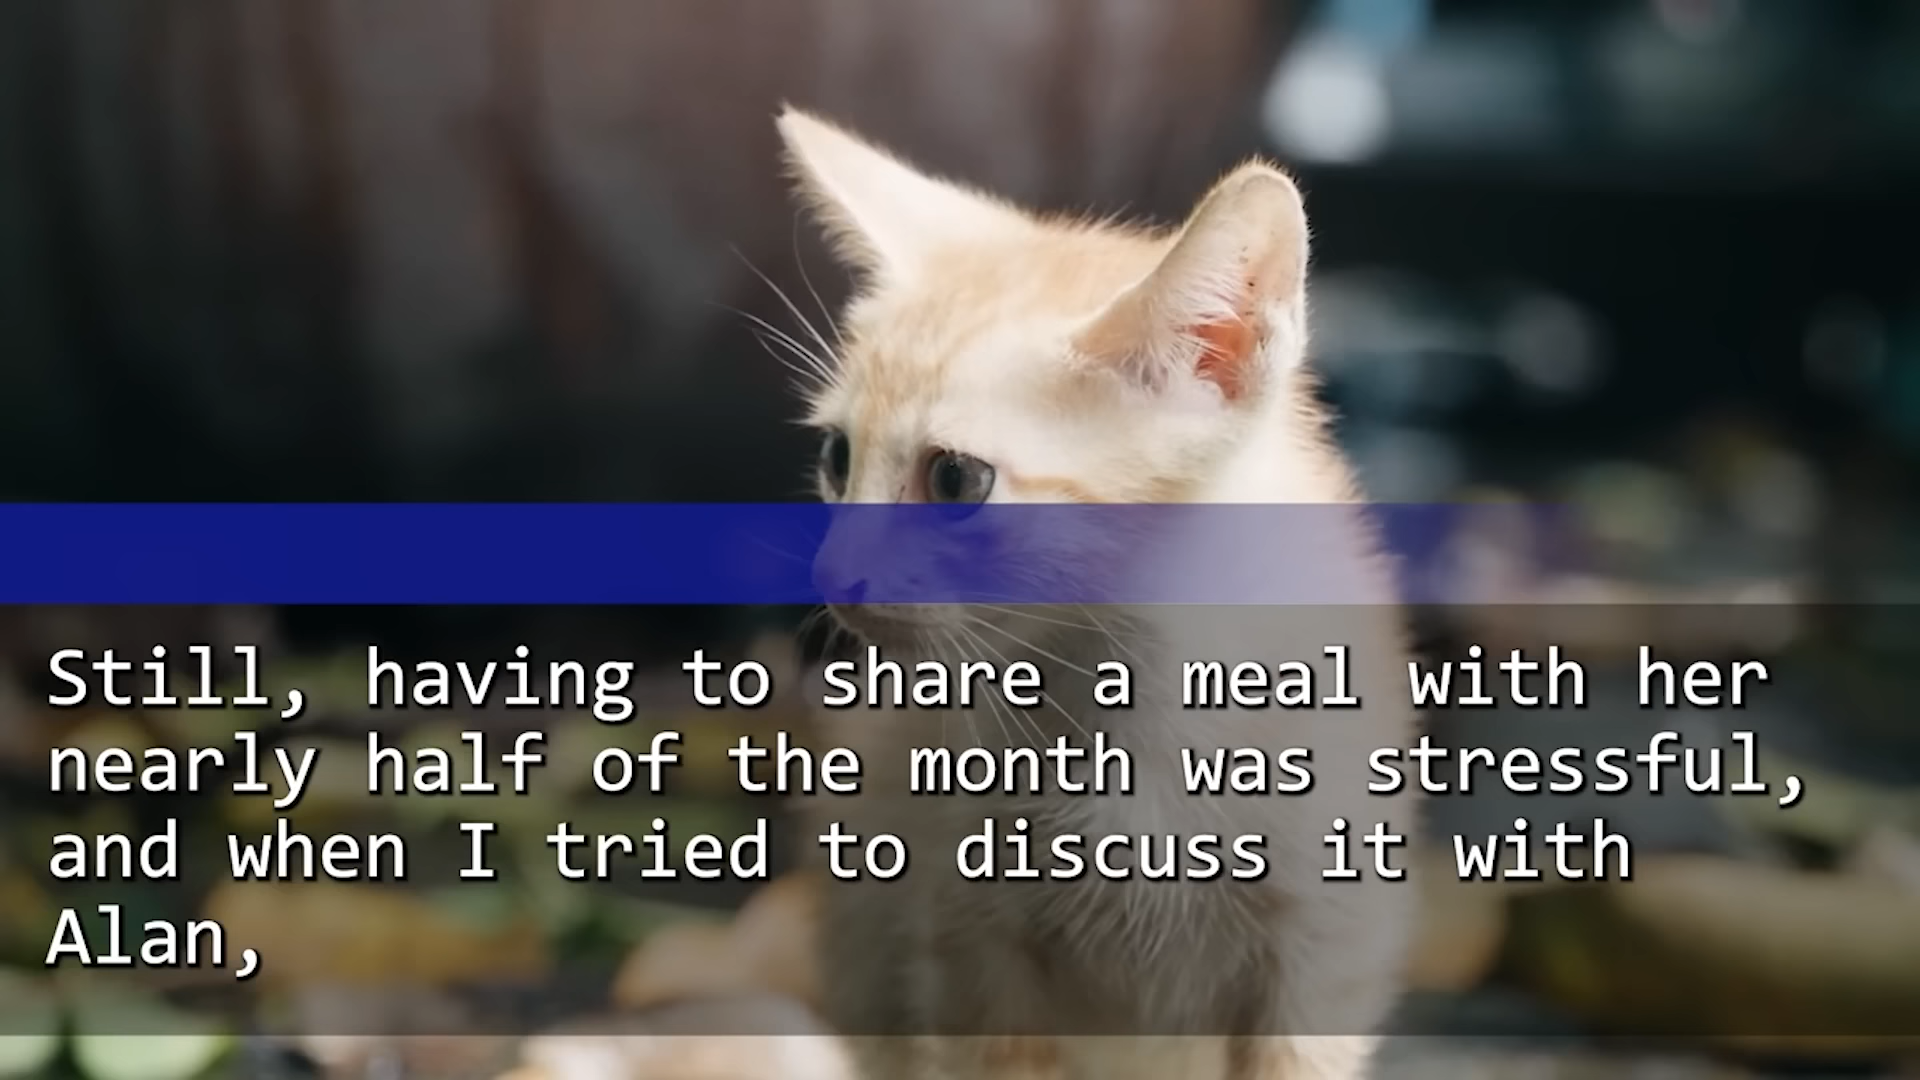 Still, having to share a meal with her
nearly half of the month was stressful,
and when I tried to discuss it with
Alan,